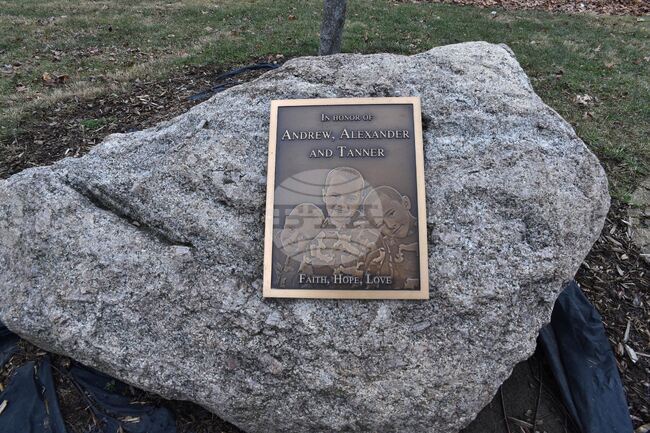 In honor of
Andrew, Alexander
and Tanner
Faith, Hope, Love